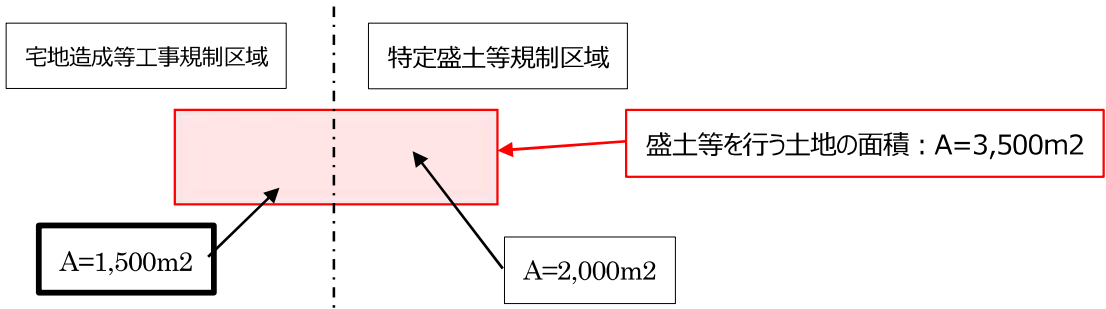 宅地造成等工事規制区域
特定盛土等規制区域
盛土等を行う土地の面積：A=3,500m2
A=1,500m2
A=2,000m2